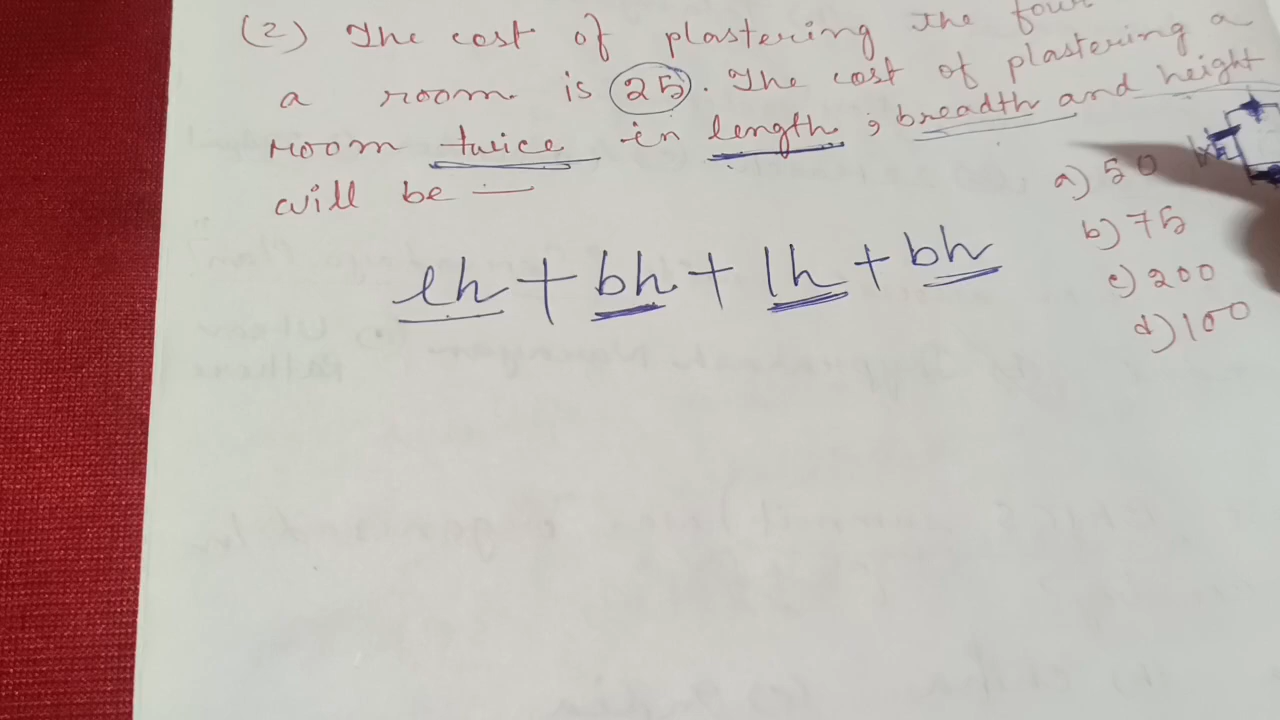 (2) The cost of plastering the four
a room is 25. The cost of plastering a
room twice in length, breadth and height
will be —
a) 50
b) 75
c) 200
d) 100
lh + bh + lh + bh